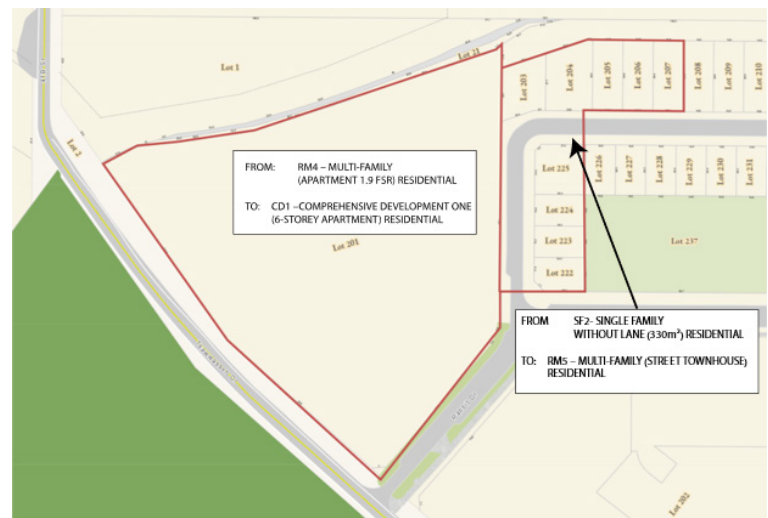 Lot 1
Lot 21
Lot 2
Lot 203
Lot 204
Lot 205
Lot 206
Lot 207
Lot 208
Lot 209
Lot 210
FROM: RM4 – MULTI-FAMILY
(APARTMENT 1.9 FSR) RESIDENTIAL
TO: CD1 –COMPREHENSIVE DEVELOPMENT ONE
(6-STOREY APARTMENT) RESIDENTIAL
Lot 201
Lot 225
Lot 226
Lot 227
Lot 228
Lot 229
Lot 230
Lot 231
Lot 224
Lot 223
Lot 222
Lot 237
FROM SF2- SINGLE FAMILY
WITHOUT LANE (330m²) RESIDENTIAL
TO: RM5 – MULTI-FAMILY (STREET TOWNHOUSE)
RESIDENTIAL
Lot 202